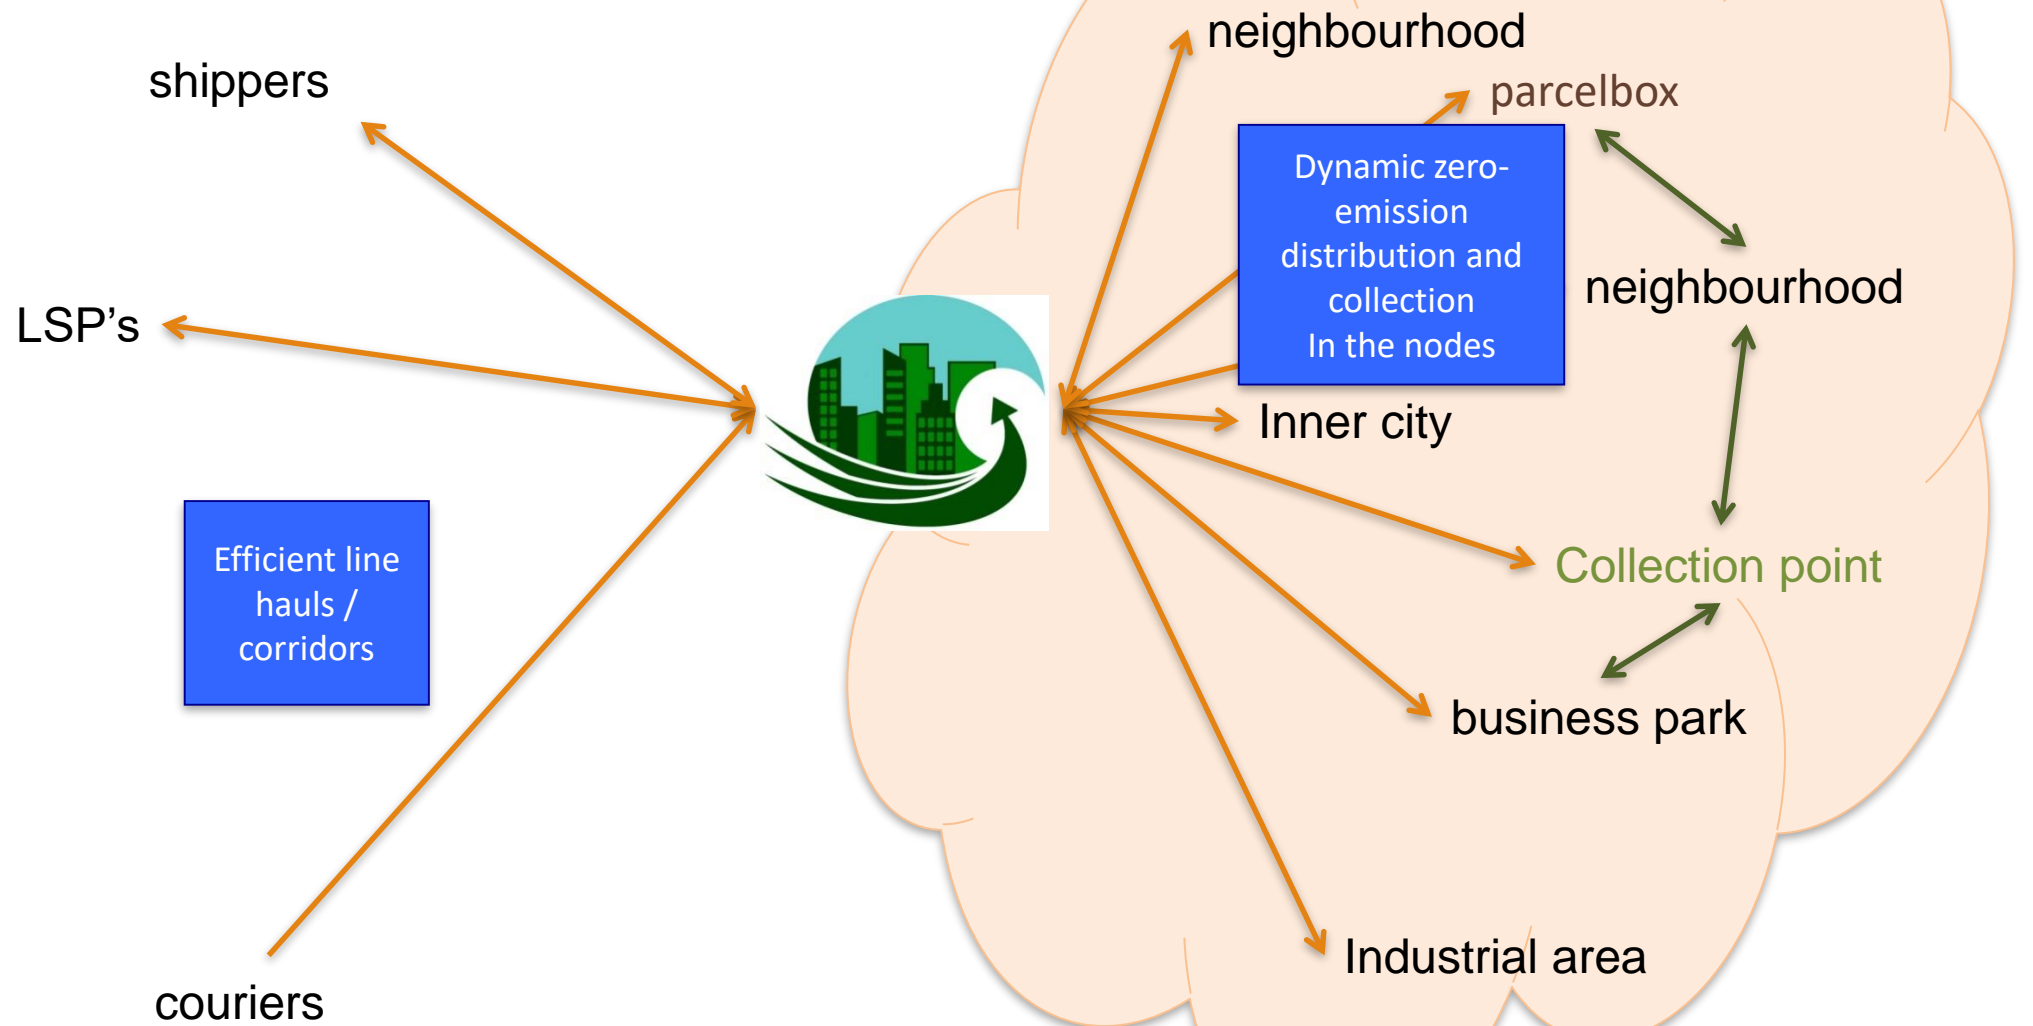 neighbourhood
shippers
parcelbox
Dynamic zero-
emission
distribution and
collection
In the nodes
neighbourhood
LSP’s
Inner city
Efficient line
hauls /
corridors
Collection point
business park
Industrial area
couriers